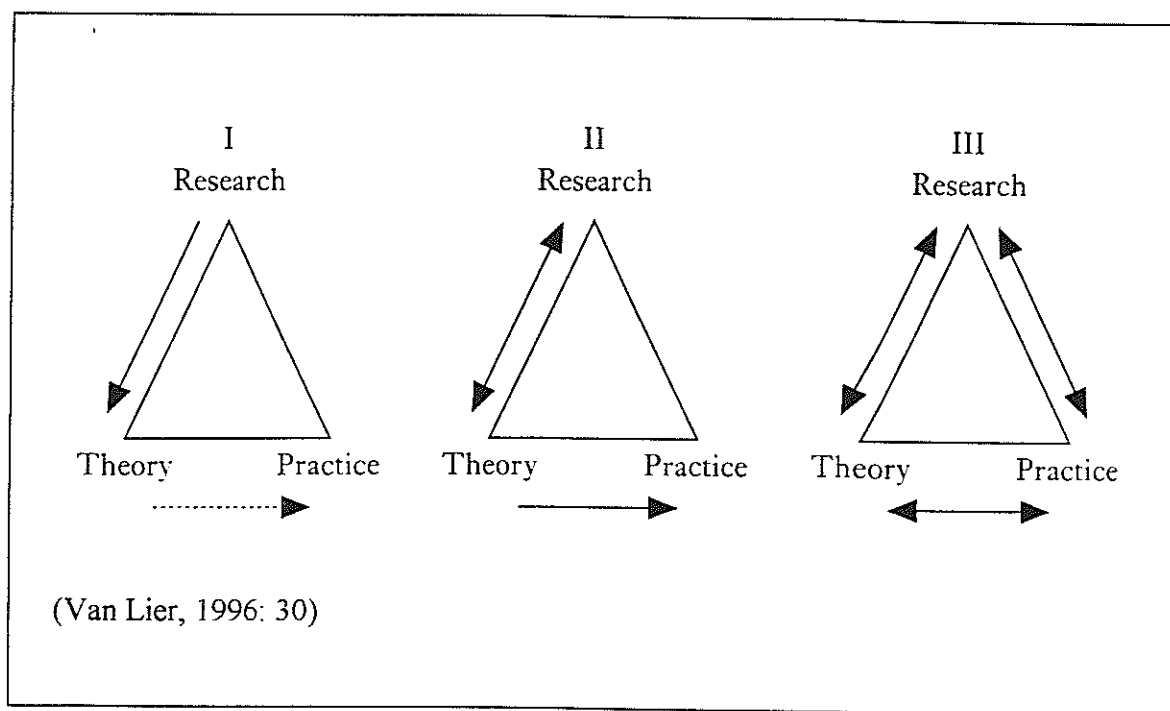 I II III
Research Research Research
Theory Practice Theory Practice Theory Practice
(Van Lier, 1996: 30)